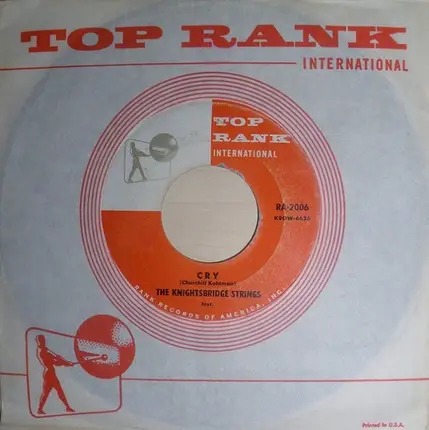 TOP RANK
INTERNATIONAL
TOP
RANK
INTERNATIONAL
RA-2006
CRY
(Churchill Kohlman)
THE KNIGHTSBRIDGE STRINGS
RANK RECORDS OF AMERICA, INC.
Printed in U.S.A.